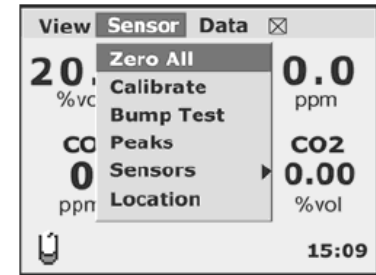 View Sensor Data
Zero All
Calibrate
Bump Test
Peaks
Sensors
Location
20. 0.0
%vo ppm
CO CO2
0 0.00
ppm %vol
15:09